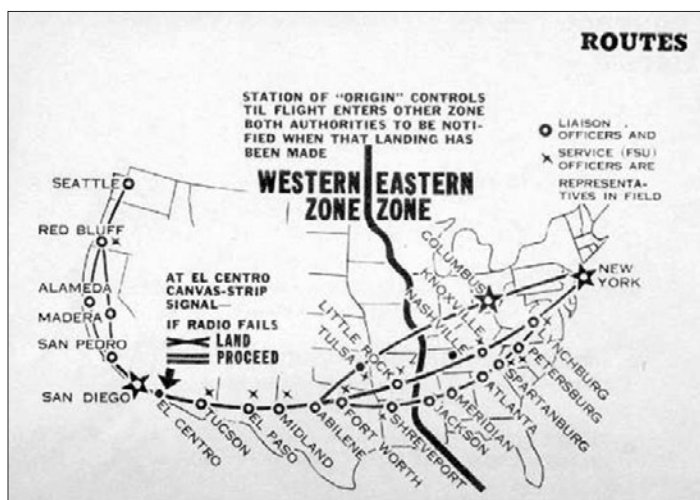 ROUTES
STATION OF "ORIGIN" CONTROLS
TIL FLIGHT ENTERS OTHER ZONE
BOTH AUTHORITIES TO BE NOTI-
FIED WHEN THAT LANDING HAS
BEEN MADE
LIAISON
OFFICERS AND
SERVICE (FSU)
OFFICERS ARE
REPRESENTA-
TIVES IN FIELD
WESTERN
ZONE
EASTERN
ZONE
SEATTLE
RED BLUFF
ALAMEDA
MADERA
SAN PEDRO
SAN DIEGO
AT EL CENTRO
CANVAS-STRIP
SIGNAL—
IF RADIO FAILS
LAND
PROCEED
COLUMBUS
KNOXVILLE
NASHVILLE
LITTLE ROCK
TULSA
NEW
YORK
EL CENTRO
TUCSON
EL PASO
MIDLAND
ABILENE
FORT WORTH
SHREVEPORT
JACKSON
MERIDIAN
ATLANTA
SPARTANBURG
PETERSBURG
LYNCHBURG